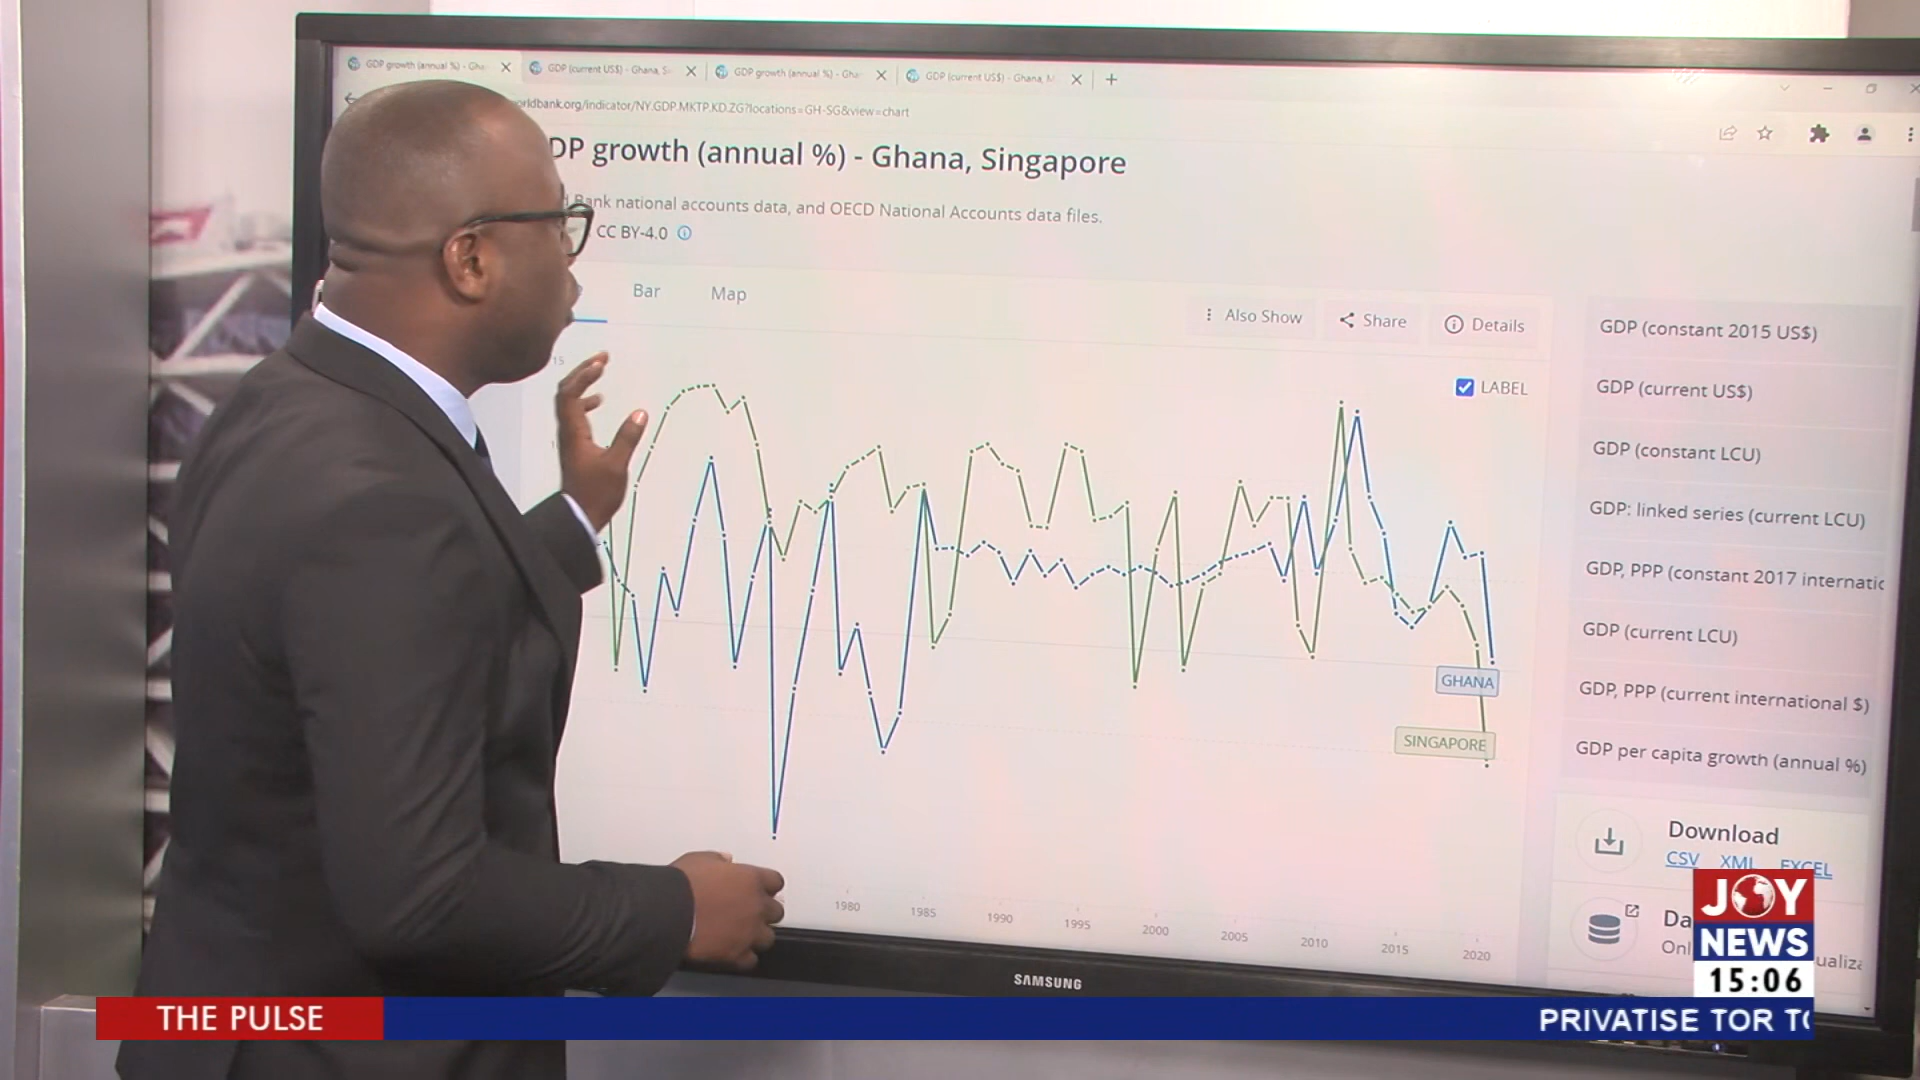 GDP growth (annual %) - Gha
GDP (current US$) - Ghana, S
GDP growth (annual %) - Gha
GDP (current US$) - Ghana, M
orldbank.org/indicator/NY.GDP.MKTP.KD.ZG?locations=GH-SG&view=chart
DP growth (annual %) - Ghana, Singapore
d Bank national accounts data, and OECD National Accounts data files.
CC BY-4.0
Bar
Map
Also Show
Share
Details
15
LABEL
GHANA
SINGAPORE
1980
1985
1990
1995
2000
2005
2010
2015
2020
GDP (constant 2015 US$)
GDP (current US$)
GDP (constant LCU)
GDP: linked series (current LCU)
GDP, PPP (constant 2017 internatic
GDP (current LCU)
GDP, PPP (current international $)
GDP per capita growth (annual %)
Download
CSV XML EXCEL
Da
Onl
ualiza
SAMSUNG
JOY
NEWS
15:06
THE PULSE
PRIVATISE TOR TO